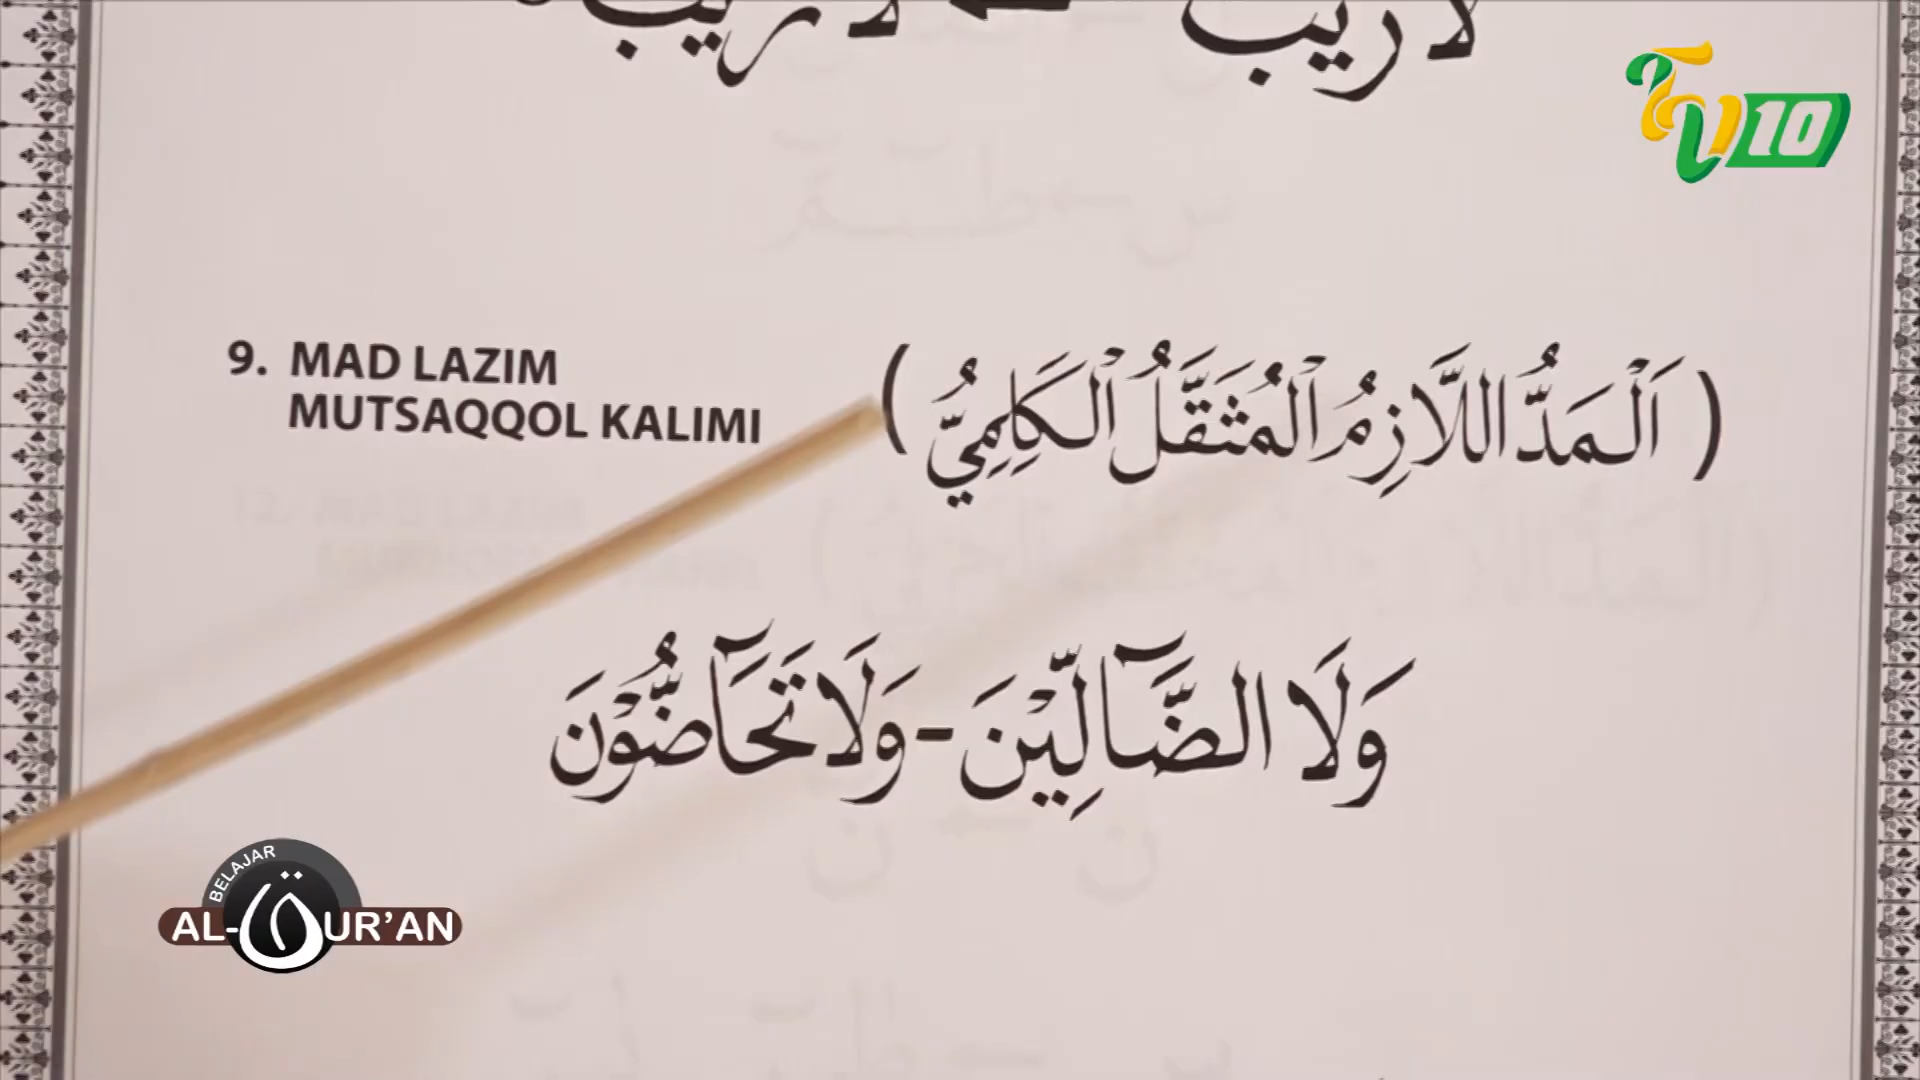 لَا رَيْبَ ← لَا رَيْبَ
TV10
9. MAD LAZIM
MUTSAQQOL KALIMI
( اَلْمَدُّ اللَّازِمُ الْمُثَقَّلُ الْكَلِمِيُّ )
وَلَا الضَّآلِّيْنَ - وَلَا تَحَآضُّوْنَ
BELAJAR
AL-QUR'AN